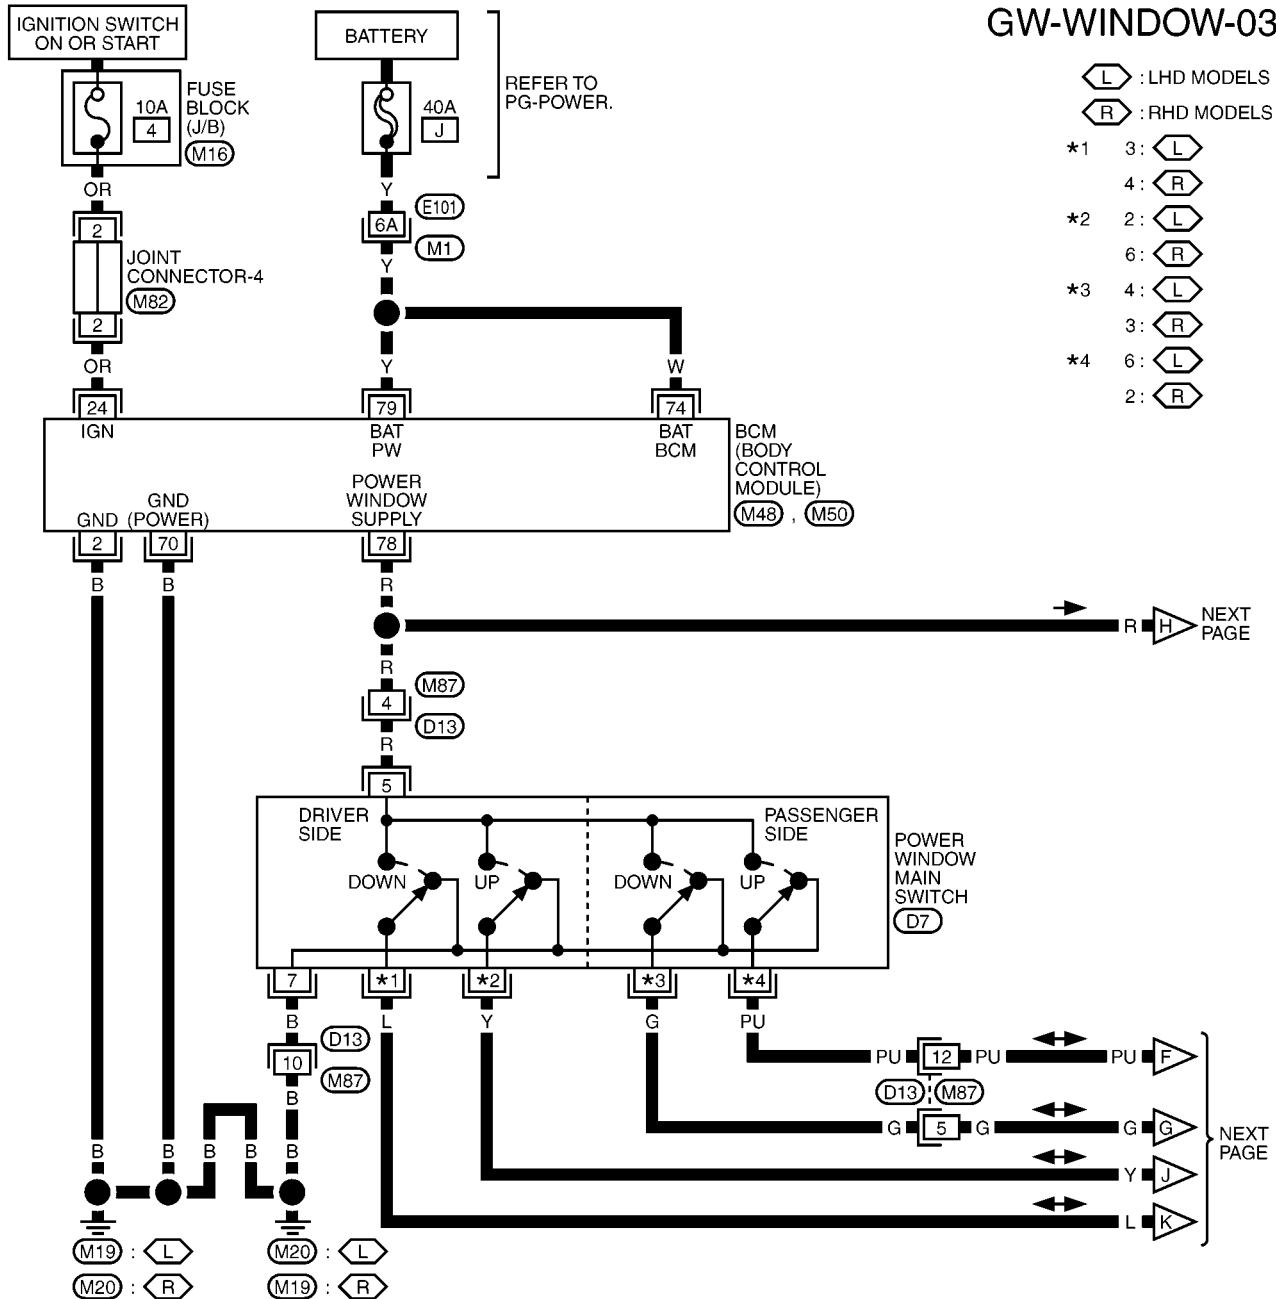 GW-WINDOW-03
IGNITION SWITCH
ON OR START
BATTERY
REFER TO
PG-POWER.
10A
4
FUSE
BLOCK
(J/B)
M16
40A
J
L : LHD MODELS
R : RHD MODELS
*1 3: L
4: R
*2 2: L
6: R
*3 4: L
3: R
*4 6: L
2: R
OR
Y
E101
2
6A
M1
JOINT
CONNECTOR-4
M82
Y
2
OR
Y
W
24
79
74
IGN
BAT
PW
BAT
BCM
BCM
(BODY
CONTROL
MODULE)
M48 , M50
GND
GND
(POWER)
POWER
WINDOW
SUPPLY
2
70
78
B
B
R
R
H
NEXT
PAGE
R
M87
4
D13
R
5
DRIVER
SIDE
PASSENGER
SIDE
DOWN
UP
DOWN
UP
POWER
WINDOW
MAIN
SWITCH
D7
7
*1
*2
*3
*4
B
L
Y
G
PU
D13
10
M87
B
PU
12
PU
PU
F
D13
M87
G
5
G
G
G
Y
J
L
K
NEXT
PAGE
B
B
B
B
B
M19 : L
M20 : R
M20 : L
M19 : R